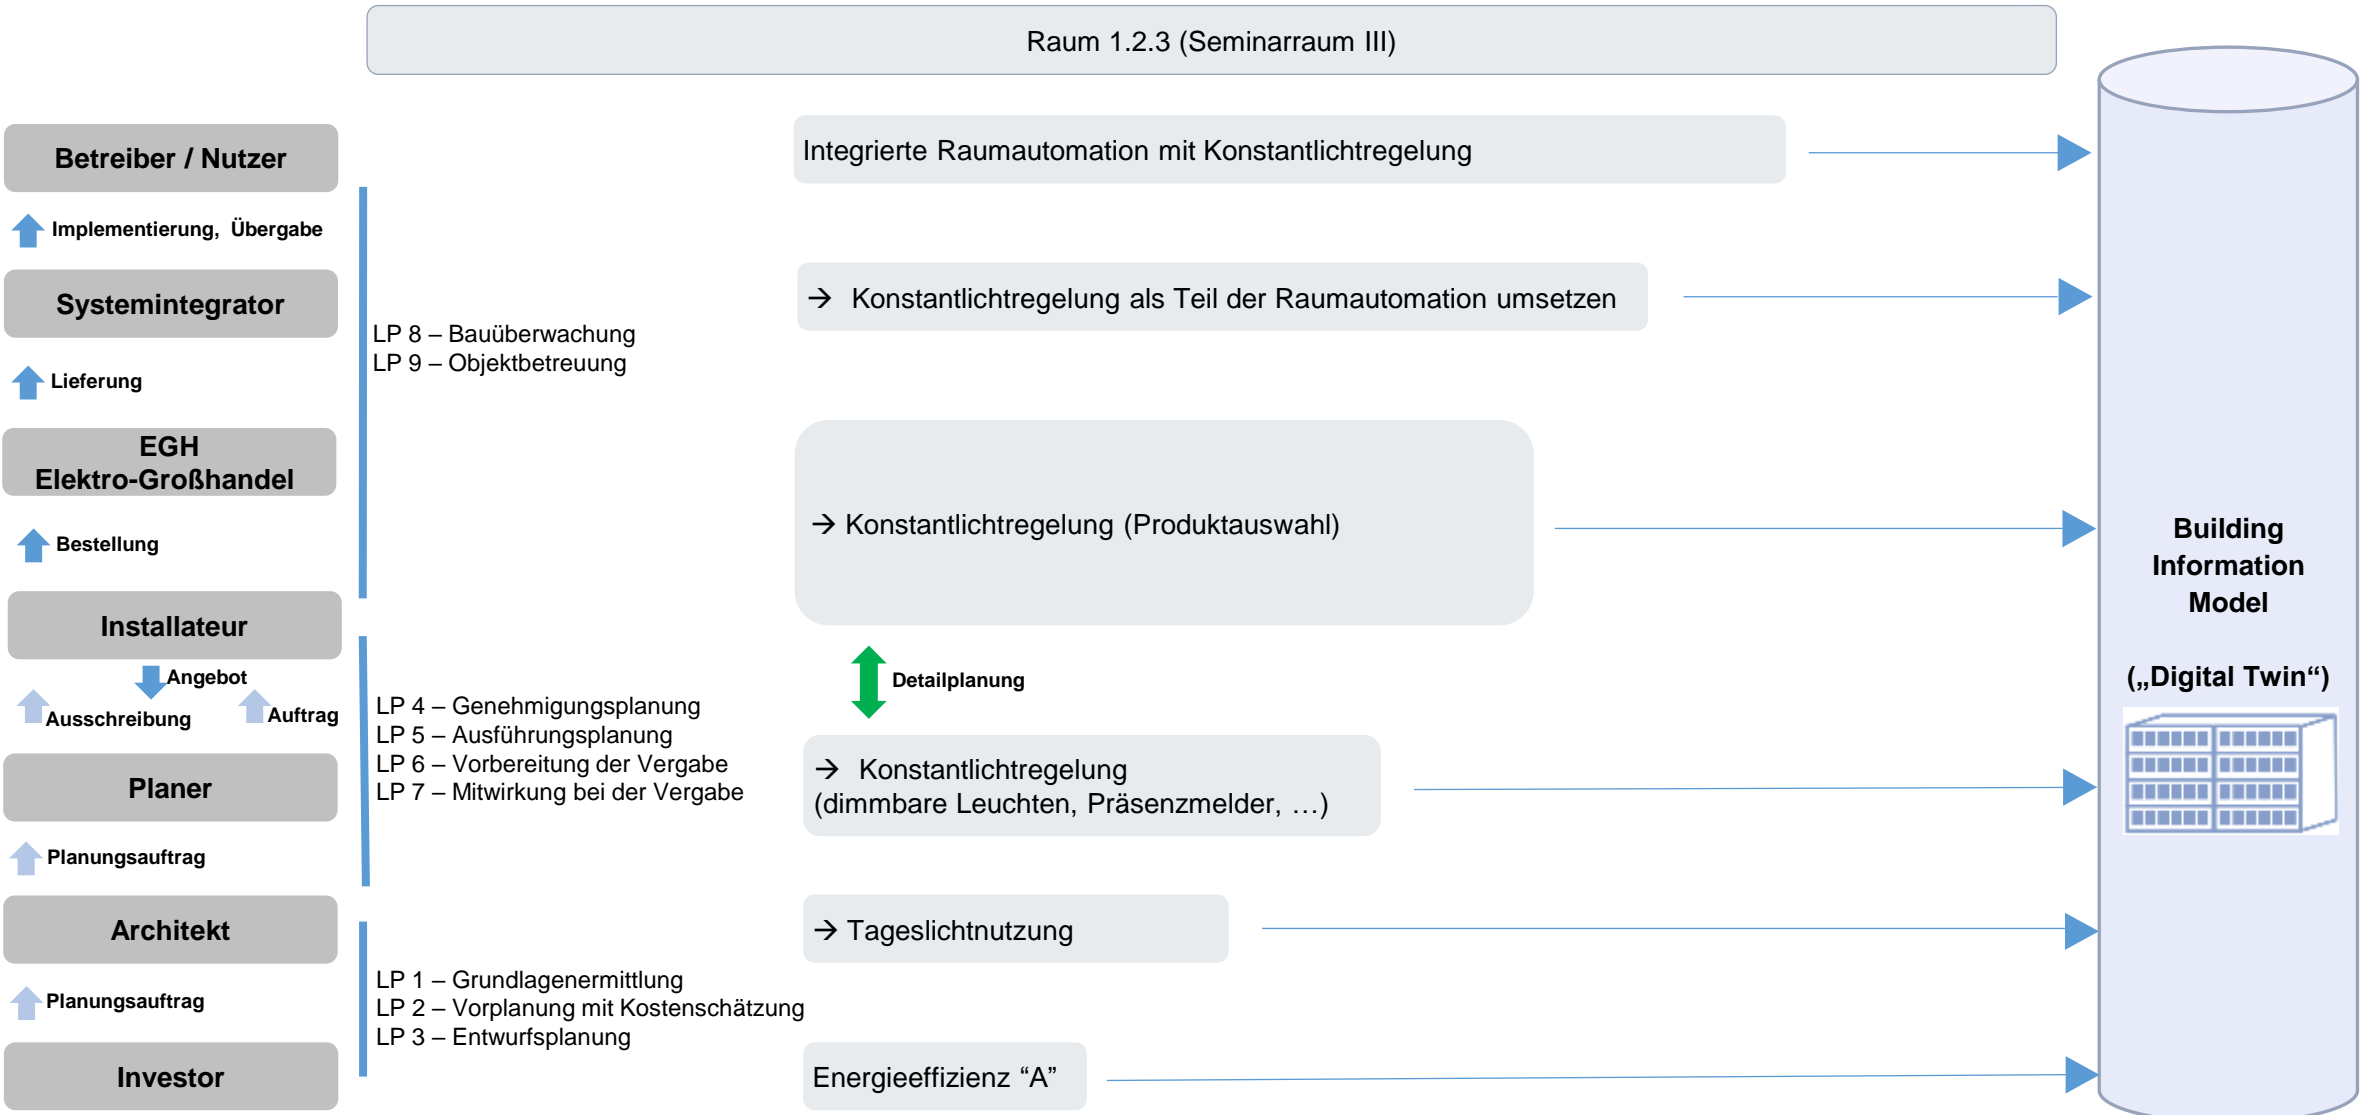 Raum 1.2.3 (Seminarraum III)
Betreiber / Nutzer
Integrierte Raumautomation mit Konstantlichtregelung
Implementierung, Übergabe
Systemintegrator
→ Konstantlichtregelung als Teil der Raumautomation umsetzen
LP 8 – Bauüberwachung
LP 9 – Objektbetreuung
Lieferung
EGH
Elektro-Großhandel
→ Konstantlichtregelung (Produktauswahl)
Bestellung
Installateur
Angebot
Ausschreibung
Auftrag
Detailplanung
LP 4 – Genehmigungsplanung
LP 5 – Ausführungsplanung
LP 6 – Vorbereitung der Vergabe
LP 7 – Mitwirkung bei der Vergabe
Planer
→ Konstantlichtregelung
(dimmbare Leuchten, Präsenzmelder, …)
Planungsauftrag
Architekt
→ Tageslichtnutzung
Planungsauftrag
LP 1 – Grundlagenermittlung
LP 2 – Vorplanung mit Kostenschätzung
LP 3 – Entwurfsplanung
Investor
Energieeffizienz “A”
Building
Information
Model
(„Digital Twin“)